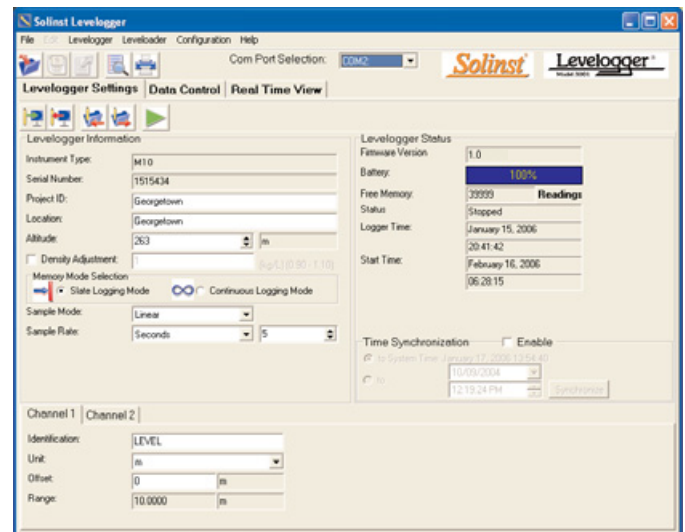 Solinst Levelogger
File Edit Levelogger Leveloader Configuration Help
Com Port Selection: COM2
Solinst Levelogger
Levelogger Settings Data Control Real Time View
Levelogger Information
Instrument Type: M10
Serial Number: 1515434
Project ID: Georgetown
Location: Georgetown
Altitude: 263 m
Density Adjustment: 1 (kg/L) (0.90 - 1.10)
Memory Mode Selection
Slate Logging Mode Continuous Logging Mode
Sample Mode: Linear
Sample Rate: Seconds 5
Levelogger Status
Firmware Version 1.0
Battery: 100%
Free Memory: 39999 Readings
Status Stopped
Logger Time: January 15, 2006
20:41:42
Start Time: February 16, 2006
06:28:15
Time Synchronization Enable
to System Time January 17, 2006 13:54:40
to 10/09/2004
12:19:24 PM Synchronize
Channel 1 Channel 2
Identification: LEVEL
Unit: m
Offset: 0 m
Range: 10.0000 m